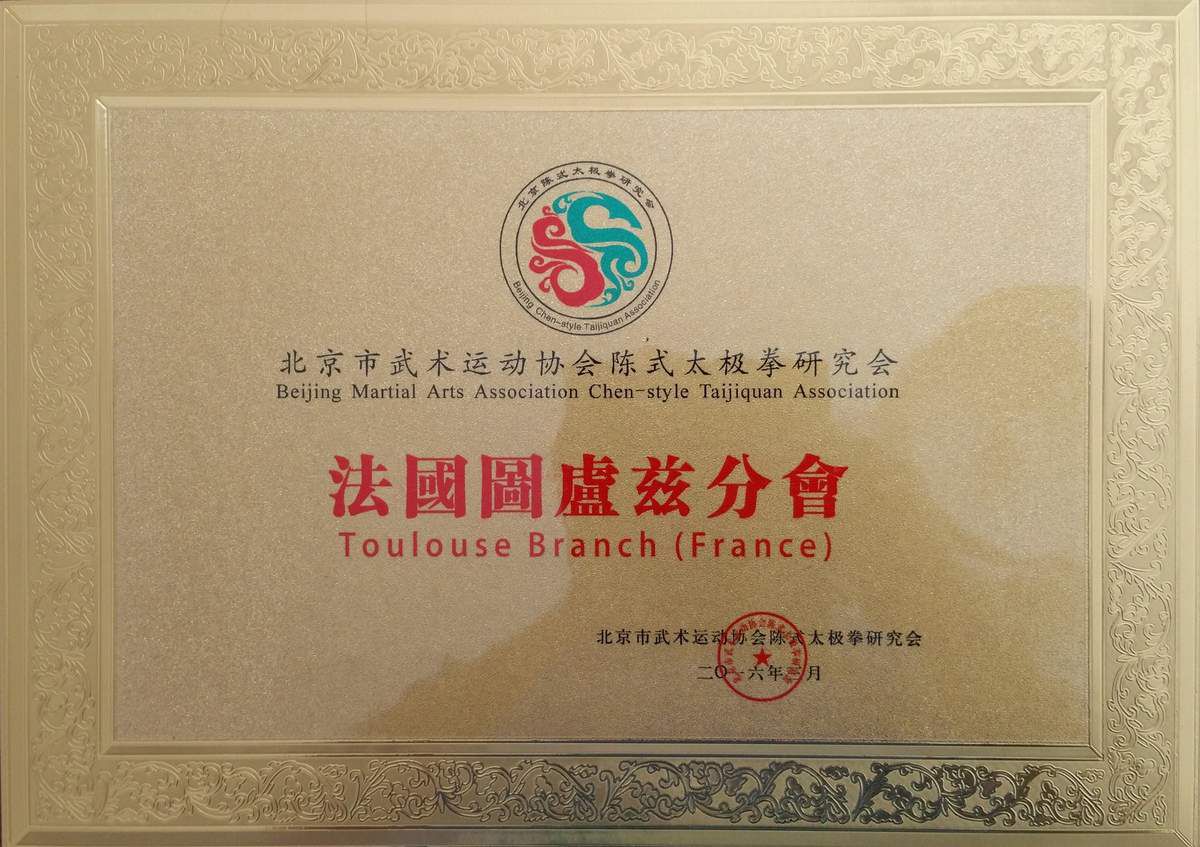 北京陈式太极拳研究会
Beijing Chen-style Taijiquan Association
北京市武术运动协会陈式太极拳研究会
Beijing Martial Arts Association Chen-style Taijiquan Association
法國圖盧兹分會
Toulouse Branch (France)
北京市武术运动协会陈式太极拳研究会
二〇一六年 月